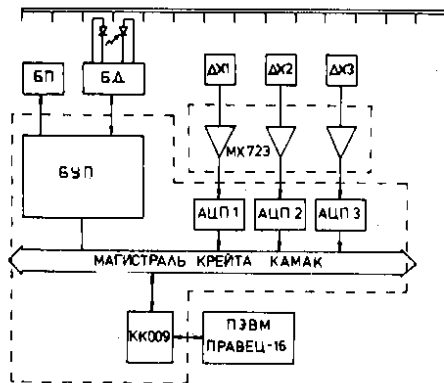 БП
БД
ДХ1
ДХ2
ДХ3
МХ723
БУП
АЦП 1
АЦП 2
АЦП 3
МАГИСТРАЛЬ КРЕЙТА КАМАК
КК009
ПЭВМ
ПРАВЕЦ-16